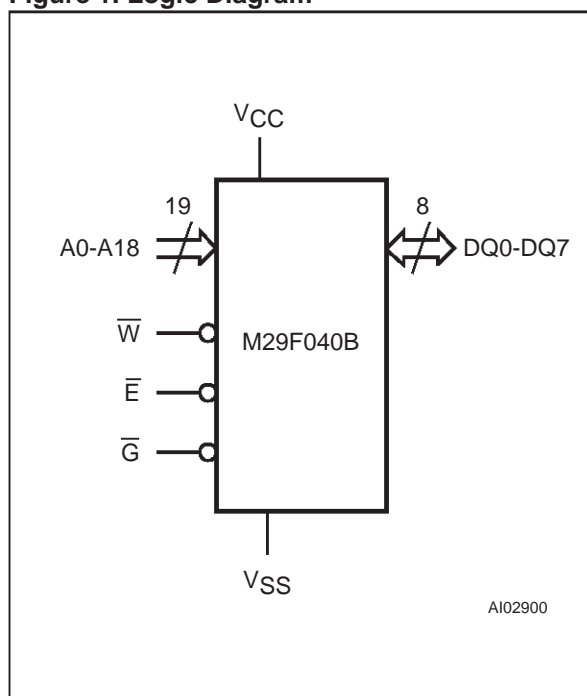 Figure 1. Logic Diagram
VCC
19
8
A0-A18
DQ0-DQ7
W
M29F040B
E
G
VSS
AI02900